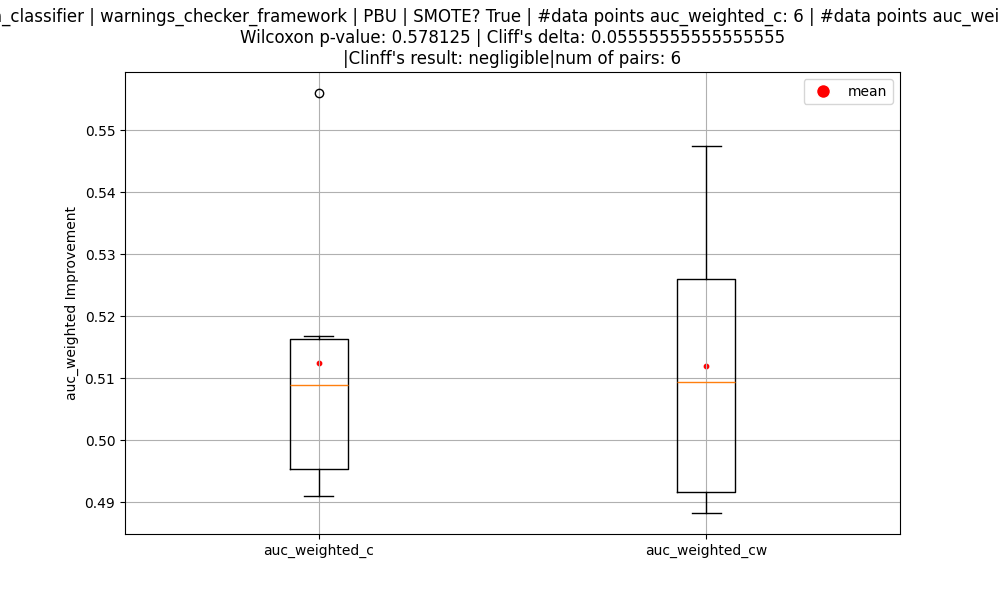 _classifier | warnings_checker_framework | PBU | SMOTE? True | #data points auc_weighted_c: 6 | #data points auc_wei
Wilcoxon p-value: 0.578125 | Cliff's delta: 0.05555555555555555
|Clinff's result: negligible|num of pairs: 6
mean
0.55
0.54
0.53
0.52
0.51
0.50
0.49
auc_weighted Improvement
auc_weighted_c
auc_weighted_cw